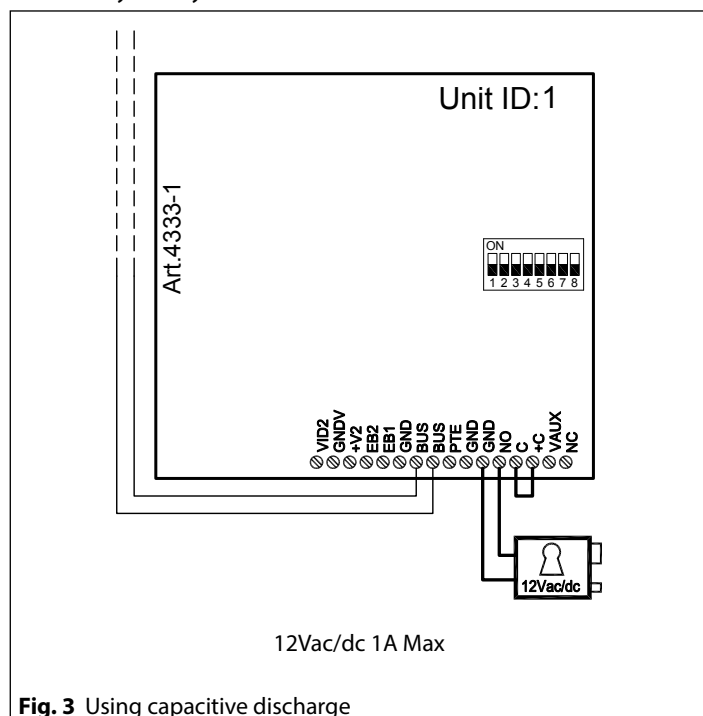 Unit ID:1
Art.4333-1
ON
1 2 3 4 5 6 7 8
VID2
GNDV
+V2
EB2
EB1
GND
BUS
BUS
PTE
GND
GND
NO
C
+C
VAUX
NC
12Vac/dc
12Vac/dc 1A Max
Fig. 3 Using capacitive discharge